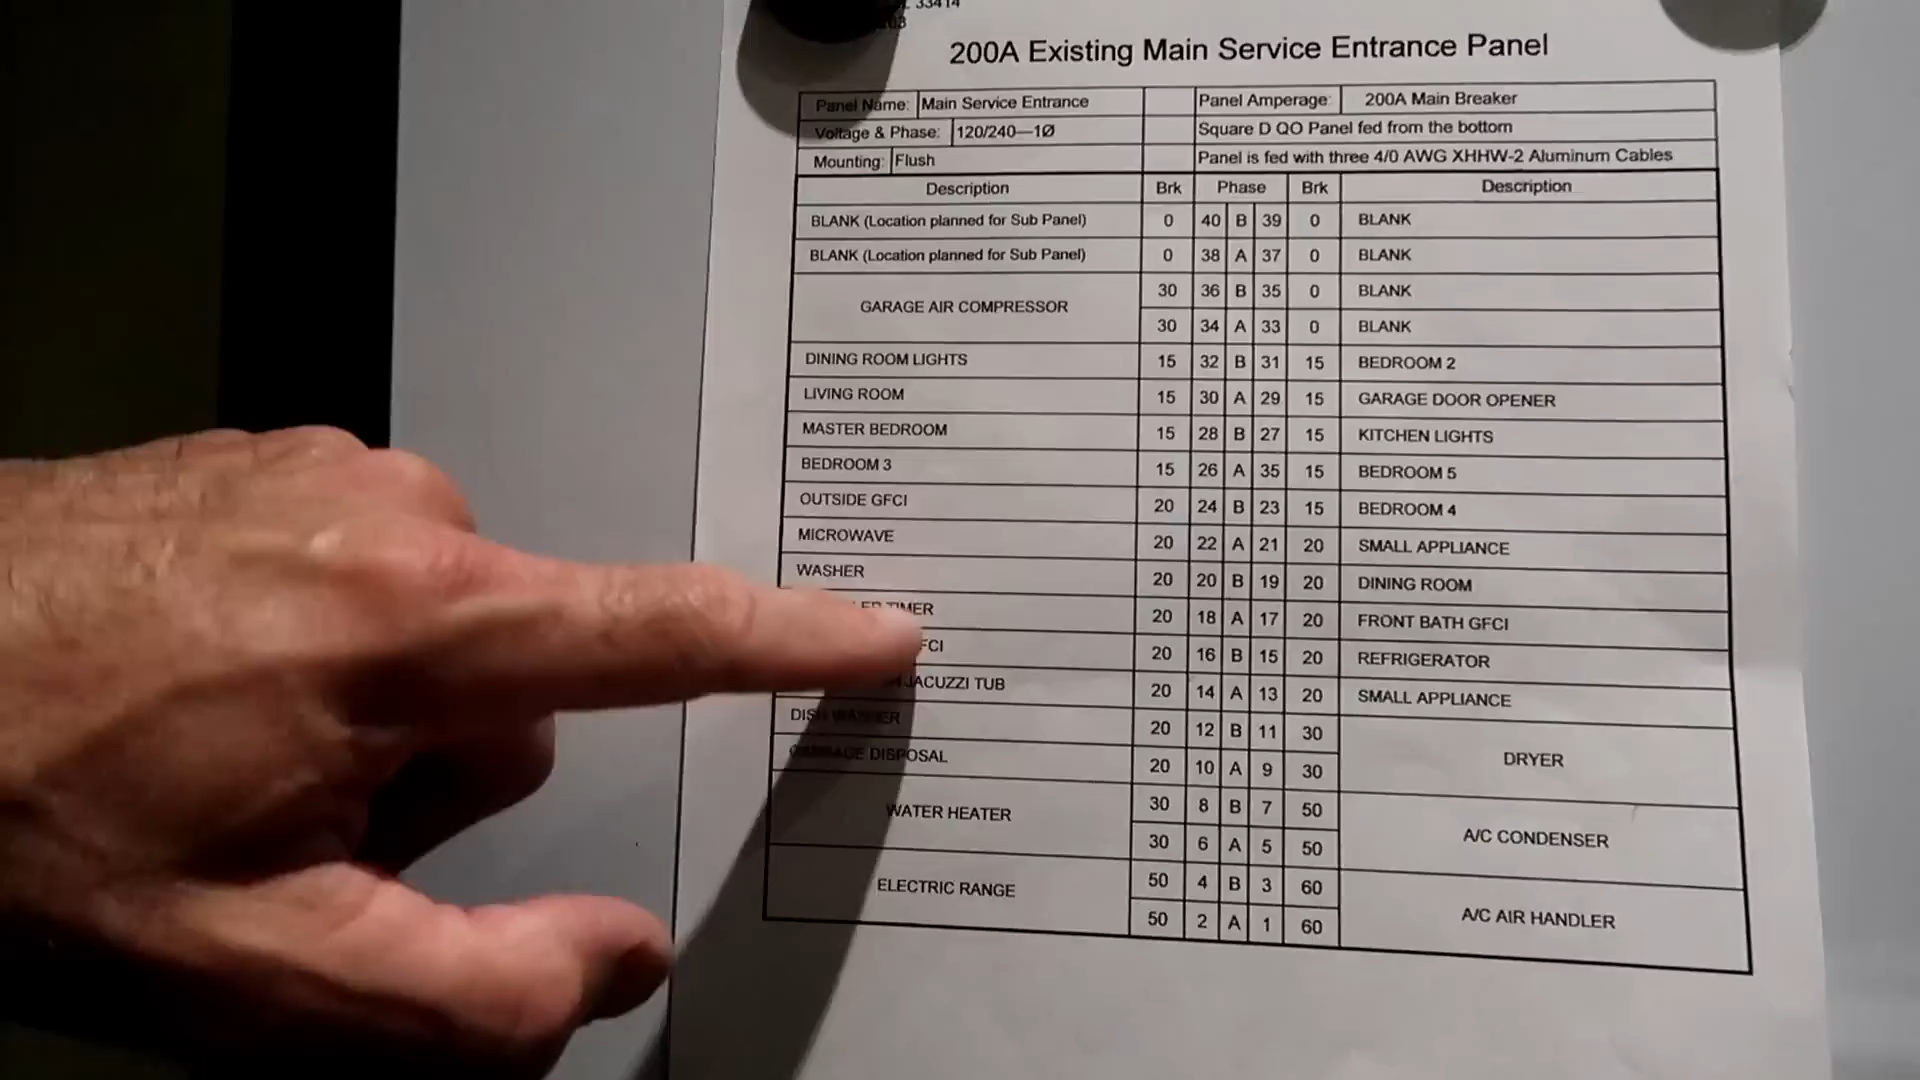 33414
200A Existing Main Service Entrance Panel
Panel Name: Main Service Entrance Panel Amperage: 200A Main Breaker
Voltage & Phase: 120/240—1Ø Square D QO Panel fed from the bottom
Mounting: Flush Panel is fed with three 4/0 AWG XHHW-2 Aluminum Cables
Description Brk Phase Brk Description
BLANK (Location planned for Sub Panel) 0 40 B 39 0 BLANK
BLANK (Location planned for Sub Panel) 0 38 A 37 0 BLANK
GARAGE AIR COMPRESSOR 30 36 B 35 0 BLANK
30 34 A 33 0 BLANK
DINING ROOM LIGHTS 15 32 B 31 15 BEDROOM 2
LIVING ROOM 15 30 A 29 15 GARAGE DOOR OPENER
MASTER BEDROOM 15 28 B 27 15 KITCHEN LIGHTS
BEDROOM 3 15 26 A 35 15 BEDROOM 5
OUTSIDE GFCI 20 24 B 23 15 BEDROOM 4
MICROWAVE 20 22 A 21 20 SMALL APPLIANCE
WASHER 20 20 B 19 20 DINING ROOM
TIMER 20 18 A 17 20 FRONT BATH GFCI
20 16 B 15 20 REFRIGERATOR
JACUZZI TUB 20 14 A 13 20 SMALL APPLIANCE
DISH WASHER 20 12 B 11 30 DRYER
GARBAGE DISPOSAL 20 10 A 9 30
WATER HEATER 30 8 B 7 50 A/C CONDENSER
30 6 A 5 50
ELECTRIC RANGE 50 4 B 3 60 A/C AIR HANDLER
50 2 A 1 60